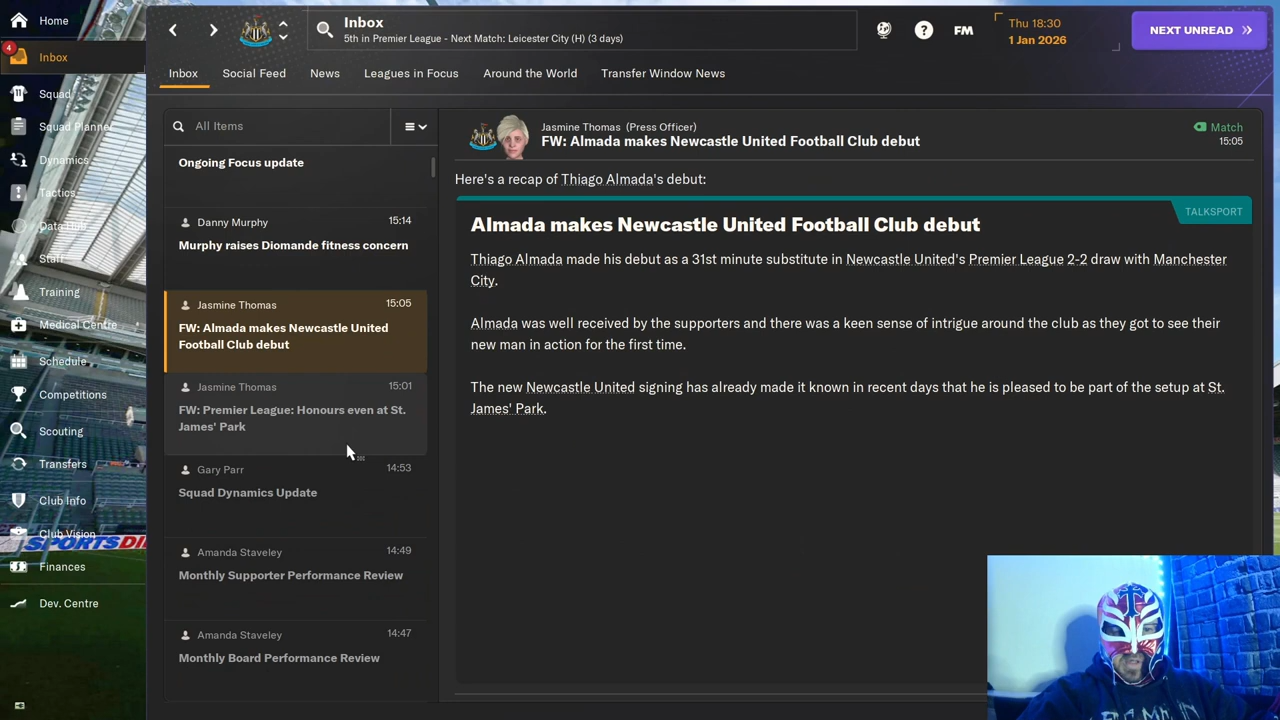 Home
4
Inbox
Squad
Squad Planner
Dynamics
Tactics
Data Hub
Staff
Training
Medical Centre
Schedule
Competitions
Scouting
Transfers
Club Info
Club Vision
SPORTSDI
Finances
Dev. Centre
Inbox
5th in Premier League - Next Match: Leicester City (H) (3 days)
?
FM
Thu 18:30
1 Jan 2026
NEXT UNREAD
Inbox
Social Feed
News
Leagues in Focus
Around the World
Transfer Window News
All Items
Ongoing Focus update
Danny Murphy
15:14
Murphy raises Diomande fitness concern
Jasmine Thomas
15:05
FW: Almada makes Newcastle United
Football Club debut
Jasmine Thomas
15:01
FW: Premier League: Honours even at St.
James' Park
Gary Parr
14:53
Squad Dynamics Update
Amanda Staveley
14:49
Monthly Supporter Performance Review
Amanda Staveley
14:47
Monthly Board Performance Review
Jasmine Thomas (Press Officer)
FW: Almada makes Newcastle United Football Club debut
Match
15:05
Here's a recap of Thiago Almada's debut:
TALKSPORT
Almada makes Newcastle United Football Club debut
Thiago Almada made his debut as a 31st minute substitute in Newcastle United's Premier League 2-2 draw with Manchester
City.
Almada was well received by the supporters and there was a keen sense of intrigue around the club as they got to see their
new man in action for the first time.
The new Newcastle United signing has already made it known in recent days that he is pleased to be part of the setup at St.
James' Park.